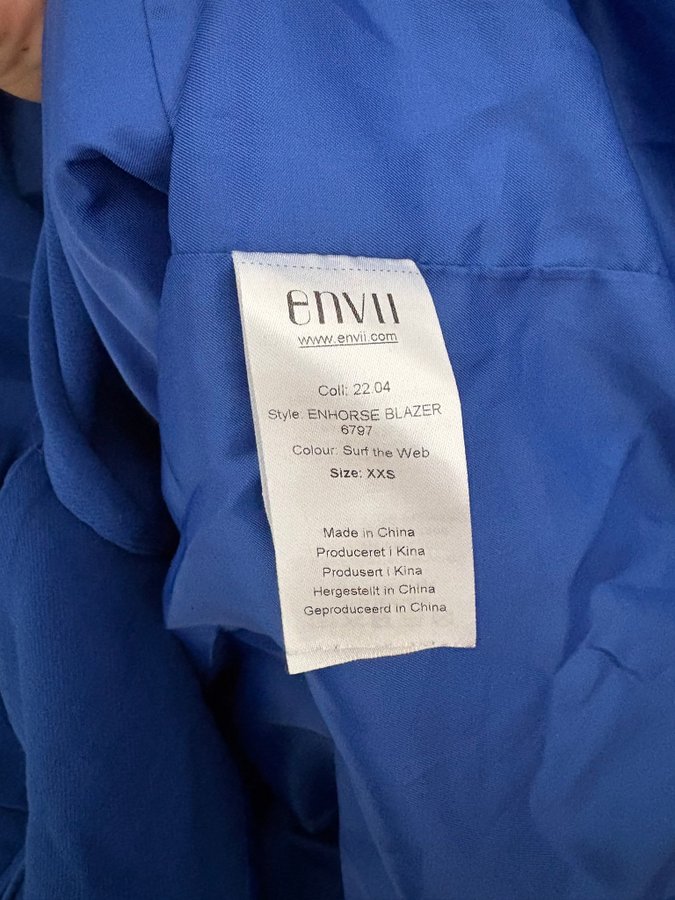 envii
www.envii.com
Coll: 22.04
Style: ENHORSE BLAZER
6797
Colour: Surf the Web
Size: XXS
Made in China
Produceret i Kina
Produsert i Kina
Hergestellt in China
Geproduceerd in China